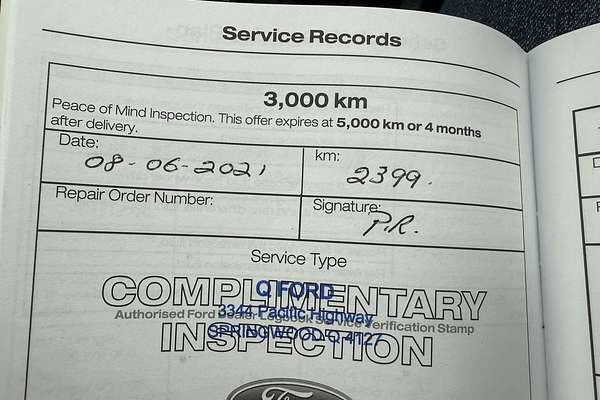 Service Records
3,000 km
Peace of Mind Inspection. This offer expires at 5,000 km or 4 months
after delivery.
Date:
08-06-2021
km:
2399.
Repair Order Number:
Signature:
P.R.
Service Type
COMPLIMENTARY
Q FORD
Authorised Ford Dealer Logbook Service Verification Stamp
3344 Pacific Highway
SPRINGWOOD Q 4127
INSPECTION